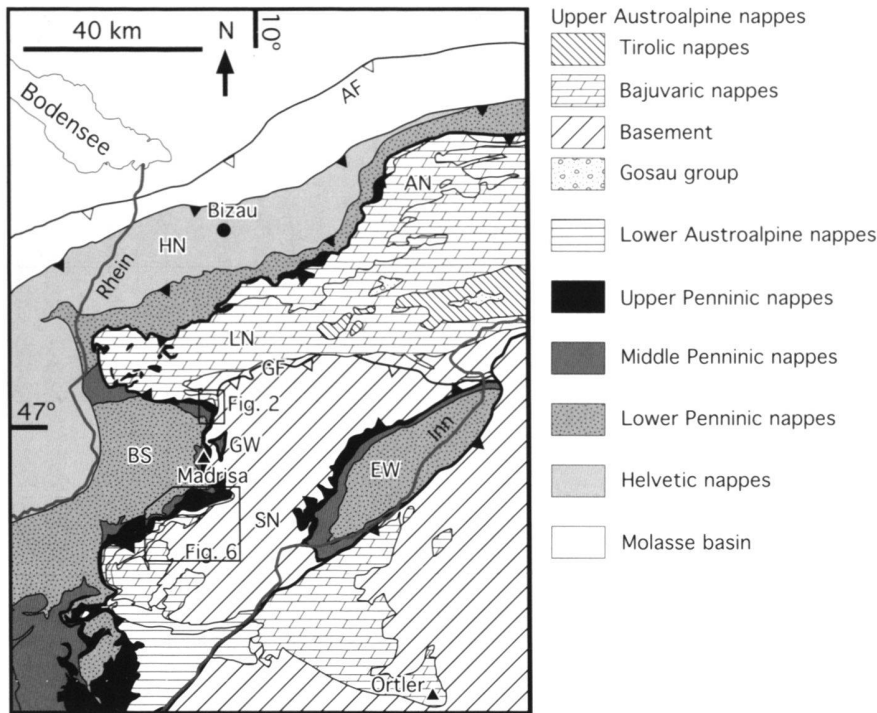 40 km
N
10°
Bodensee
AF
AN
Bizau
HN
Rhein
LN
GF
Fig. 2
47°
GW
BS
Madrisa
Inn
EW
SN
Fig. 6
Ortler
Upper Austroalpine nappes
Tirolic nappes
Bajuvaric nappes
Basement
Gosau group
Lower Austroalpine nappes
Upper Penninic nappes
Middle Penninic nappes
Lower Penninic nappes
Helvetic nappes
Molasse basin